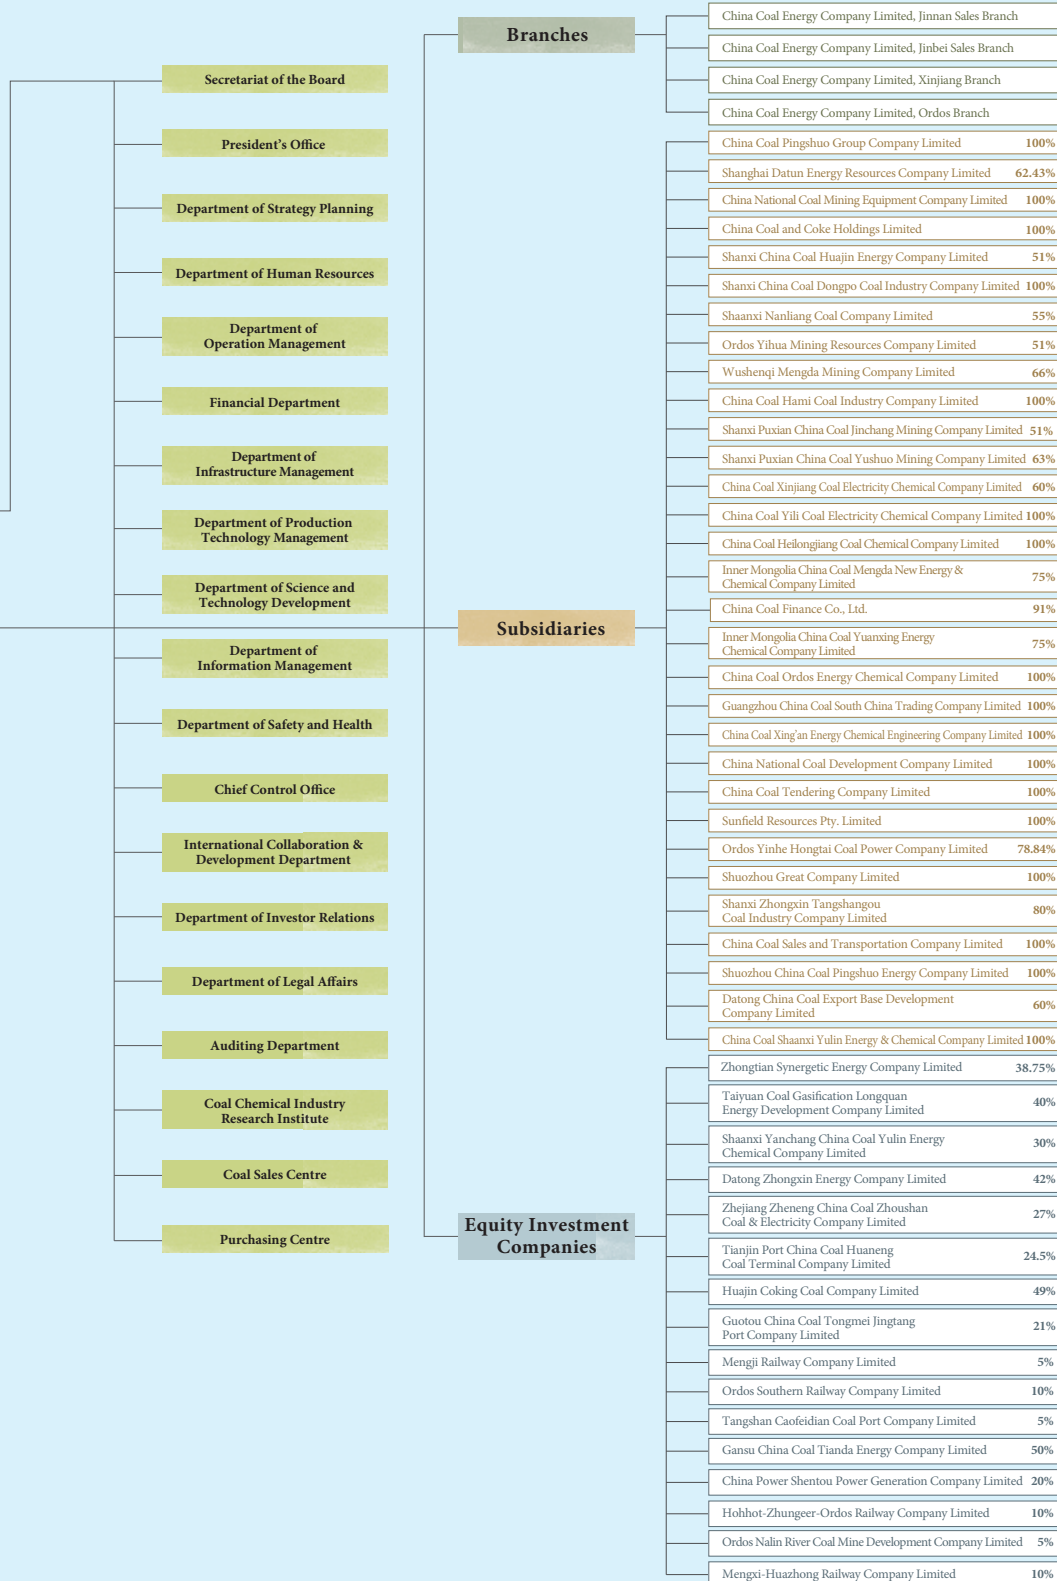 Secretariat of the Board
President's Office
Department of Strategy Planning
Department of Human Resources
Department of
Operation Management
Financial Department
Department of
Infrastructure Management
Department of Production
Technology Management
Department of Science and
Technology Development
Department of
Information Management
Department of Safety and Health
Chief Control Office
International Collaboration &
Development Department
Department of Investor Relations
Department of Legal Affairs
Auditing Department
Coal Chemical Industry
Research Institute
Coal Sales Centre
Purchasing Centre
Branches
China Coal Energy Company Limited, Jinnan Sales Branch
China Coal Energy Company Limited, Jinbei Sales Branch
China Coal Energy Company Limited, Xinjiang Branch
China Coal Energy Company Limited, Ordos Branch
Subsidiaries
China Coal Pingshuo Group Company Limited 100%
Shanghai Datun Energy Resources Company Limited 62.43%
China National Coal Mining Equipment Company Limited 100%
China Coal and Coke Holdings Limited 100%
Shanxi China Coal Huajin Energy Company Limited 51%
Shanxi China Coal Dongpo Coal Industry Company Limited 100%
Shaanxi Nanliang Coal Company Limited 55%
Ordos Yihua Mining Resources Company Limited 51%
Wushenqi Mengda Mining Company Limited 66%
China Coal Hami Coal Industry Company Limited 100%
Shanxi Puxian China Coal Jinchang Mining Company Limited 51%
Shanxi Puxian China Coal Yushuo Mining Company Limited 63%
China Coal Xinjiang Coal Electricity Chemical Company Limited 60%
China Coal Yili Coal Electricity Chemical Company Limited 100%
China Coal Heilongjiang Coal Chemical Company Limited 100%
Inner Mongolia China Coal Mengda New Energy &
Chemical Company Limited 75%
China Coal Finance Co., Ltd. 91%
Inner Mongolia China Coal Yuanxing Energy
Chemical Company Limited 75%
China Coal Ordos Energy Chemical Company Limited 100%
Guangzhou China Coal South China Trading Company Limited 100%
China Coal Xing'an Energy Chemical Engineering Company Limited 100%
China National Coal Development Company Limited 100%
China Coal Tendering Company Limited 100%
Sunfield Resources Pty. Limited 100%
Ordos Yinhe Hongtai Coal Power Company Limited 78.84%
Shuozhou Great Company Limited 100%
Shanxi Zhongxin Tangshangou
Coal Industry Company Limited 80%
China Coal Sales and Transportation Company Limited 100%
Shuozhou China Coal Pingshuo Energy Company Limited 100%
Datong China Coal Export Base Development
Company Limited 60%
China Coal Shaanxi Yulin Energy & Chemical Company Limited 100%
Equity Investment
Companies
Zhongtian Synergetic Energy Company Limited 38.75%
Taiyuan Coal Gasification Longquan
Energy Development Company Limited 40%
Shaanxi Yanchang China Coal Yulin Energy
Chemical Company Limited 30%
Datong Zhongxin Energy Company Limited 42%
Zhejiang Zheneng China Coal Zhoushan
Coal & Electricity Company Limited 27%
Tianjin Port China Coal Huaneng
Coal Terminal Company Limited 24.5%
Huajin Coking Coal Company Limited 49%
Guotou China Coal Tongmei Jingtang
Port Company Limited 21%
Mengji Railway Company Limited 5%
Ordos Southern Railway Company Limited 10%
Tangshan Caofeidian Coal Port Company Limited 5%
Gansu China Coal Tianda Energy Company Limited 50%
China Power Shentou Power Generation Company Limited 20%
Hohhot-Zhungeer-Ordos Railway Company Limited 10%
Ordos Nalin River Coal Mine Development Company Limited 5%
Mengxi-Huazhong Railway Company Limited 10%